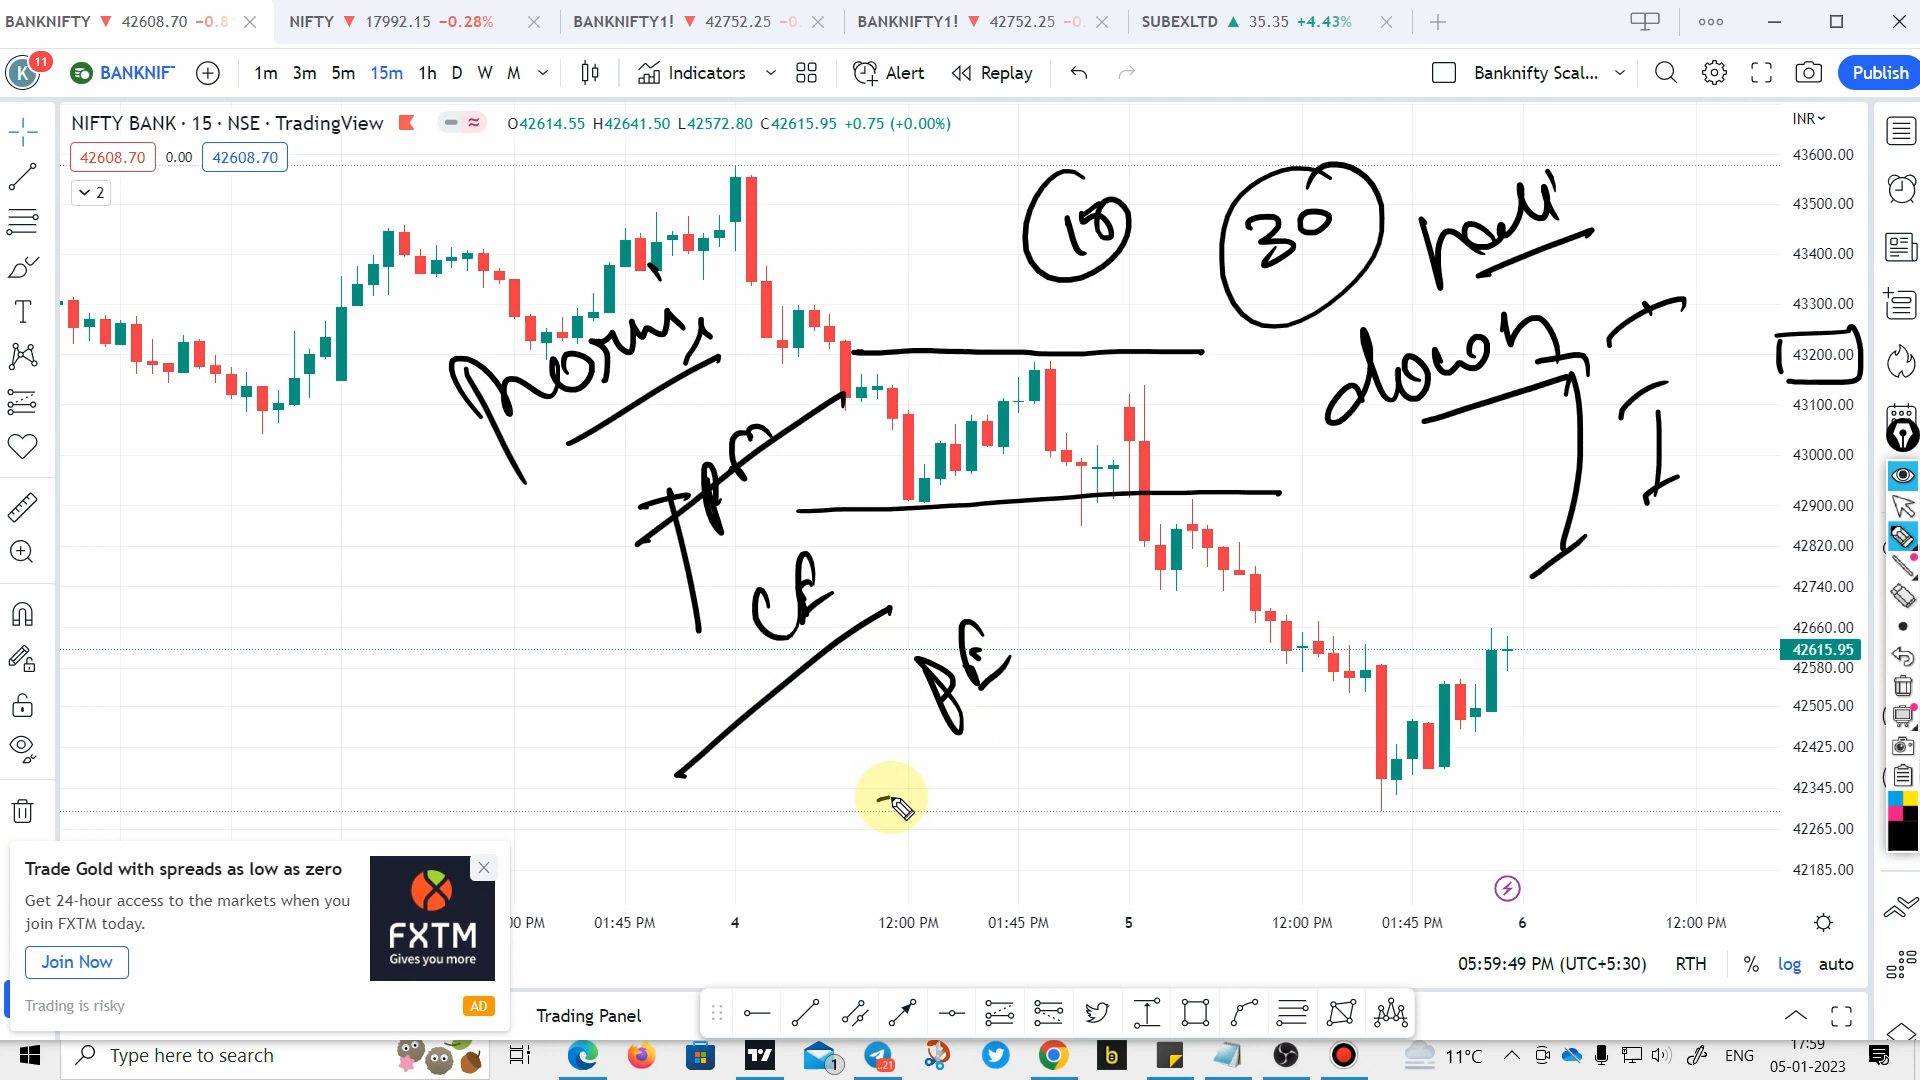 BANKNIFTY ▼ 42608.70 −0.8
NIFTY ▼ 17992.15 −0.28%
BANKNIFTY1! ▼ 42752.25 −0.
BANKNIFTY1! ▼ 42752.25 −0.
SUBEXLTD ▲ 35.35 +4.43%
K 11 BANKNIF 1m 3m 5m 15m 1h D W M Indicators Alert Replay Banknifty Scal... Publish
NIFTY BANK · 15 · NSE · TradingView O42614.55 H42641.50 L42572.80 C42615.95 +0.75 (+0.00%)
INR
42608.70 0.00 42608.70
2
43600.00
43500.00
43400.00
43300.00
43200.00
43100.00
43000.00
42900.00
42820.00
42740.00
42660.00
42615.95
42580.00
42505.00
42425.00
42345.00
42265.00
42185.00
30
down
CE
PE
Trade Gold with spreads as low as zero
Get 24-hour access to the markets when you
join FXTM today.
Join Now
Trading is risky
AD
FXTM
Gives you more
00 PM 01:45 PM 4 12:00 PM 01:45 PM 5 12:00 PM 01:45 PM 6 12:00 PM
05:59:49 PM (UTC+5:30) RTH % log auto
Trading Panel
Type here to search
1
21
11°C
ENG
17:59
05-01-2023